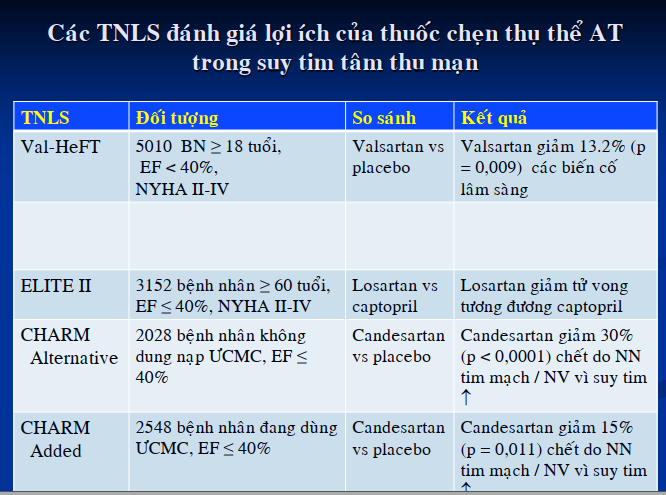 Các TNLS đánh giá lợi ích của thuốc chẹn thụ thể AT
trong suy tim tâm thu mạn
TNLS
Đối tượng
So sánh
Kết quả
Val-HeFT
5010 BN ≥ 18 tuổi,
EF < 40%,
NYHA II-IV
Valsartan vs
placebo
Valsartan giảm 13.2% (p
= 0,009) các biến cố
lâm sàng
ELITE II
3152 bệnh nhân ≥ 60 tuổi,
EF ≤ 40%, NYHA II-IV
Losartan vs
captopril
Losartan giảm tử vong
tương đương captopril
CHARM
Alternative
2028 bệnh nhân không
dung nạp ƯCMC, EF ≤
40%
Candesartan
vs placebo
Candesartan giảm 30%
(p < 0,0001) chết do NN
tim mạch / NV vì suy tim
↑
CHARM
Added
2548 bệnh nhân đang dùng
ƯCMC, EF ≤ 40%
Candesartan
vs placebo
Candesartan giảm 15%
(p = 0,011) chết do NN
tim mạch / NV vì suy tim
↑